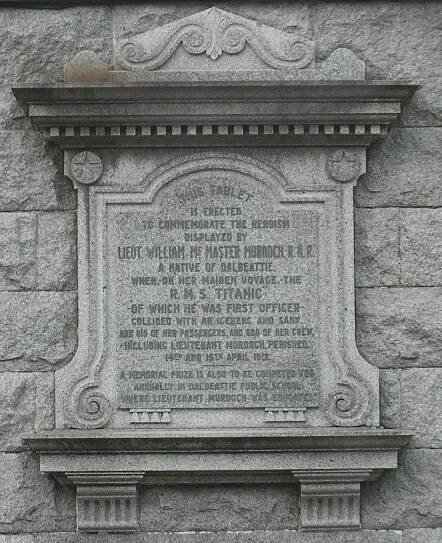 THIS TABLET
IS ERECTED
TO COMMEMORATE THE HEROISM
DISPLAYED BY
LIEUT. WILLIAM Mc MASTER MURDOCH, R.N.R.
A NATIVE OF DALBEATTIE,
WHEN, ON HER MAIDEN VOYAGE, THE
R.M.S. TITANIC
OF WHICH HE WAS FIRST OFFICER
COLLIDED WITH AN ICEBERG AND SANK,
AND 815 OF HER PASSENGERS, AND 688 OF HER CREW,
INCLUDING LIEUTENANT MURDOCH, PERISHED.
14TH AND 15TH APRIL 1912.
A MEMORIAL PRIZE IS ALSO TO BE COMPETED FOR
ANNUALLY IN DALBEATTIE PUBLIC SCHOOL,
WHERE LIEUTENANT MURDOCH WAS EDUCATED.